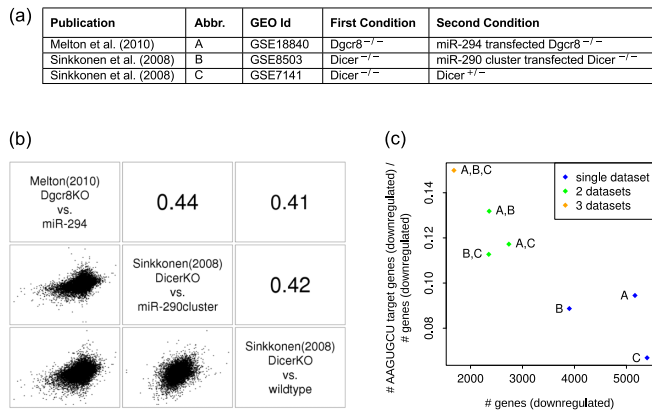 (a)
Publication Abbr. GEO Id First Condition Second Condition
Melton et al. (2010) A GSE18840 Dgcr8−/− miR-294 transfected Dgcr8−/−
Sinkkonen et al. (2008) B GSE8503 Dicer−/− miR-290 cluster transfected Dicer−/−
Sinkkonen et al. (2008) C GSE7141 Dicer−/− Dicer+/−
(b)
Melton(2010)
Dgcr8KO
vs.
miR-294
0.44
0.41
Sinkkonen(2008)
DicerKO
vs.
miR-290cluster
0.42
Sinkkonen(2008)
DicerKO
vs.
wildtype
(c)
# AAGUGCU target genes (downregulated) /
# genes (downregulated)
0.14
0.12
0.10
0.08
A,B,C
A,B
A,C
B,C
A
B
C
single dataset
2 datasets
3 datasets
2000 3000 4000 5000
# genes (downregulated)